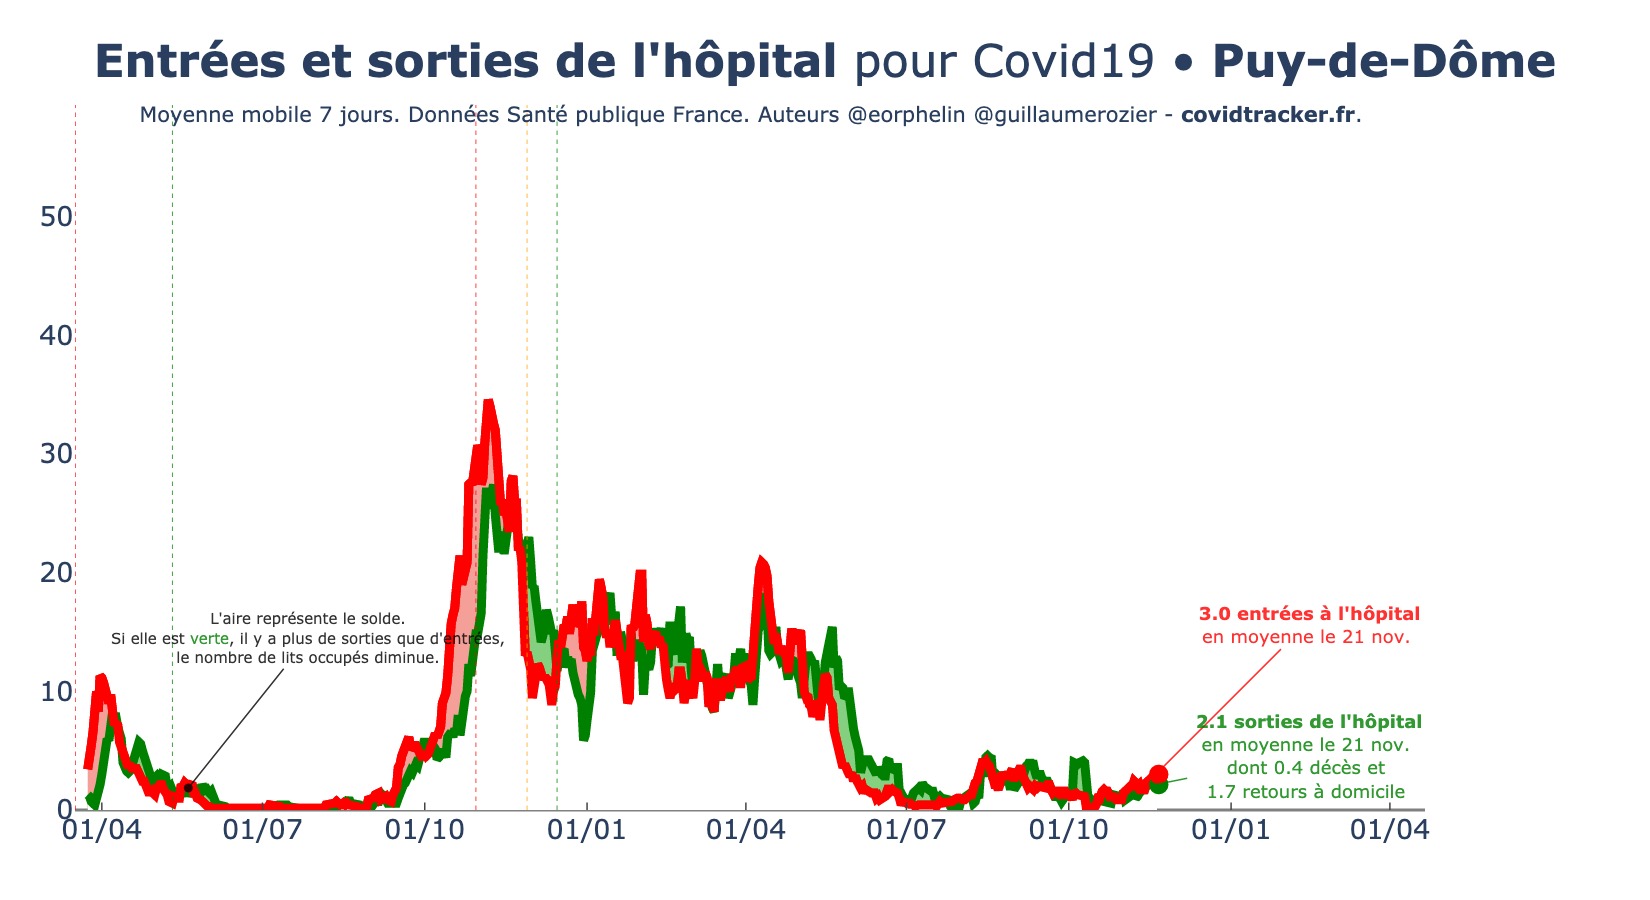 Entrées et sorties de l'hôpital pour Covid19 • Puy-de-Dôme
Moyenne mobile 7 jours. Données Santé publique France. Auteurs @eorphelin @guillaumerozier - covidtracker.fr.
50
40
30
20
10
0
L'aire représente le solde.
Si elle est verte, il y a plus de sorties que d'entrées,
le nombre de lits occupés diminue.
3.0 entrées à l'hôpital
en moyenne le 21 nov.
2.1 sorties de l'hôpital
en moyenne le 21 nov.
dont 0.4 décès et
1.7 retours à domicile
01/04 01/07 01/10 01/01 01/04 01/07 01/10 01/01 01/04